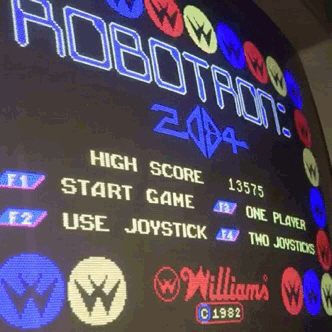 ROBOTRON:
2084
HIGH SCORE 13575
F1 START GAME F3 ONE PLAYER
F2 USE JOYSTICK F4 TWO JOYSTICKS
Williams®
© 1982